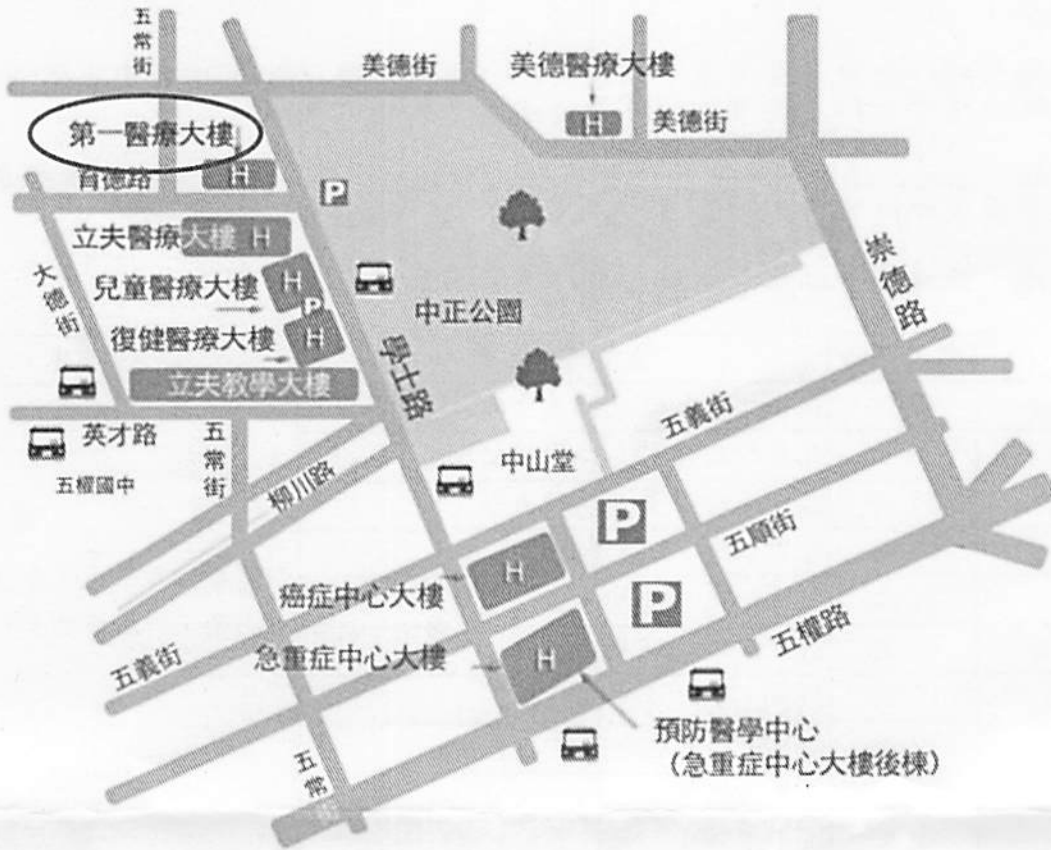 五常街
美德街
美德醫療大樓
H
美德街
第一醫療大樓
H
育德路
P
立夫醫療大樓 H
大德街
兒童醫療大樓
H
P
中正公園
崇德路
復健醫療大樓
H
學士路
立夫教學大樓
英才路
五常街
五權國中
柳川路
中山堂
五義街
P
五順街
H
癌症中心大樓
P
五義街
急重症中心大樓
H
五權路
預防醫學中心
(急重症中心大樓後棟)
五常街